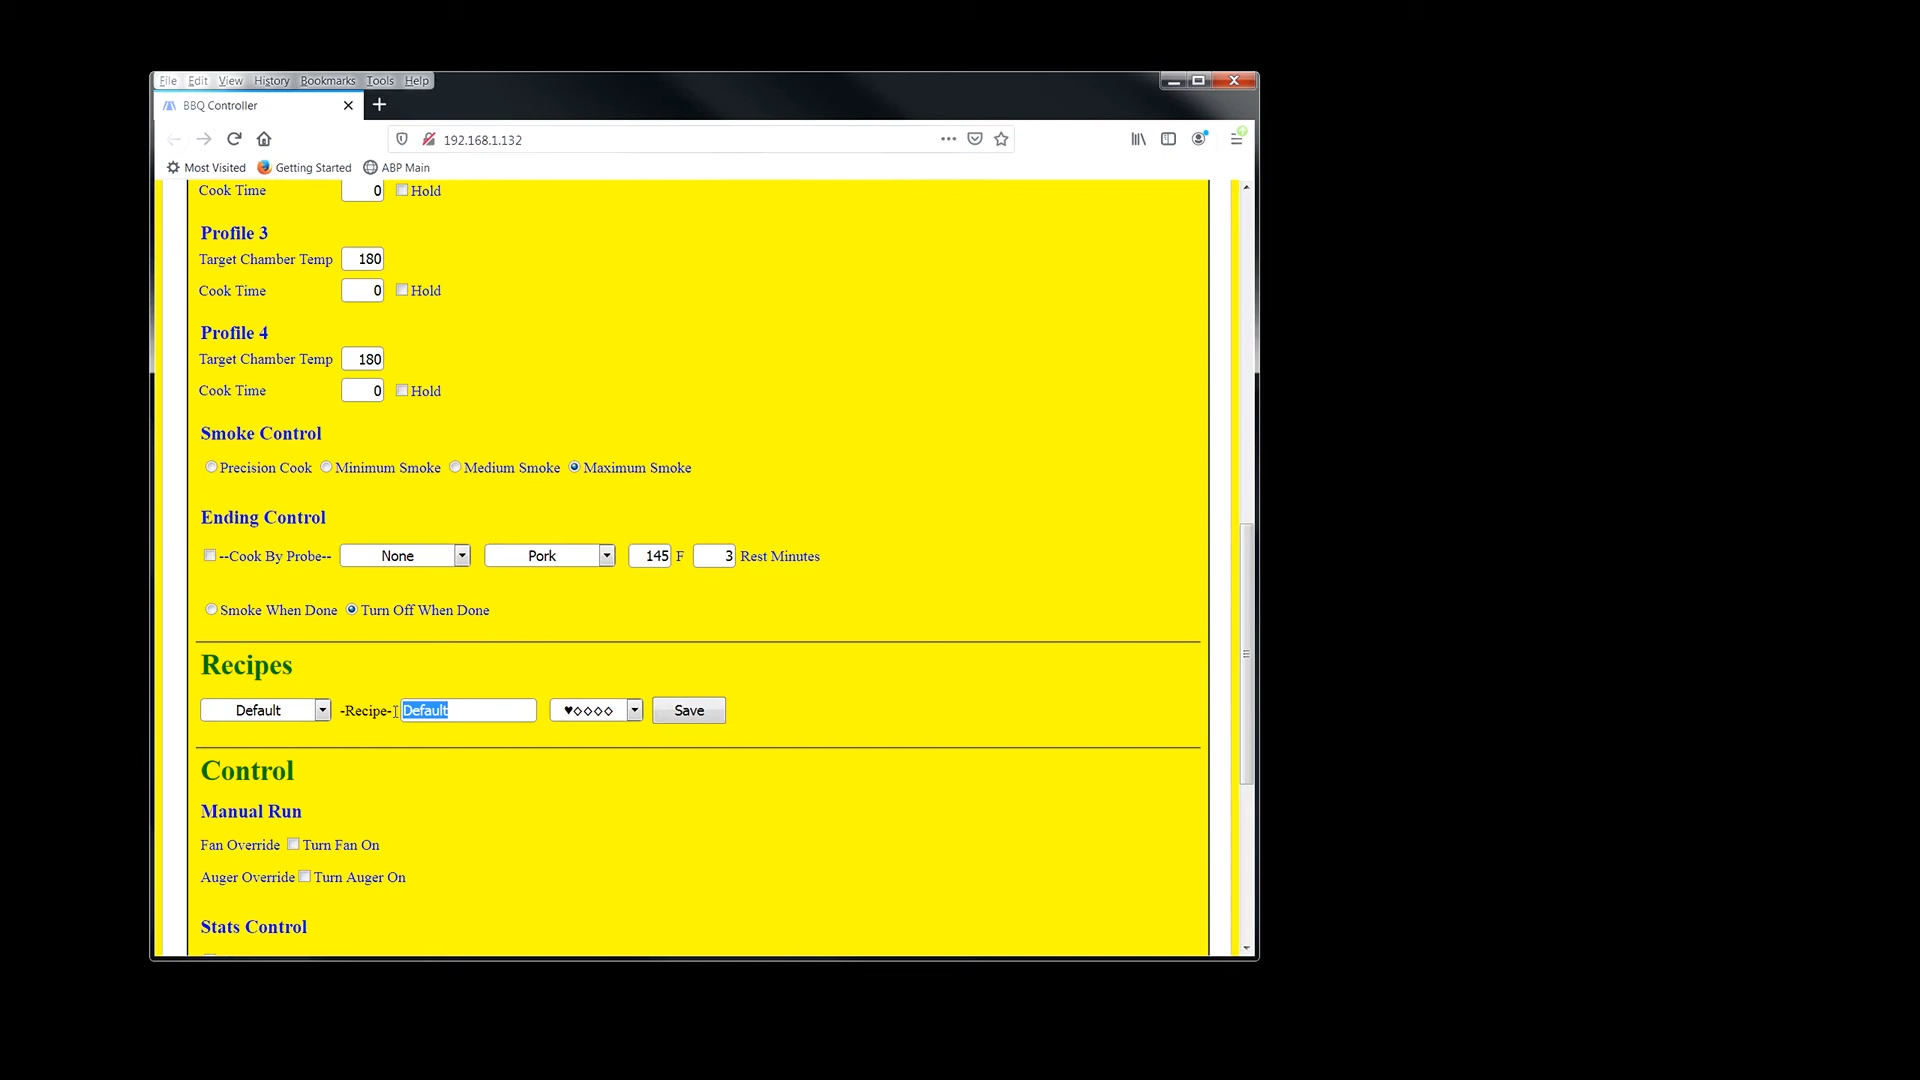 File Edit View History Bookmarks Tools Help
BBQ Controller
192.168.1.132
Most Visited Getting Started ABP Main
Cook Time 0 Hold
Profile 3
Target Chamber Temp 180
Cook Time 0 Hold
Profile 4
Target Chamber Temp 180
Cook Time 0 Hold
Smoke Control
Precision Cook Minimum Smoke Medium Smoke Maximum Smoke
Ending Control
--Cook By Probe-- None Pork 145 F 3 Rest Minutes
Smoke When Done Turn Off When Done
Recipes
Default -Recipe- Default ♥◇◇◇◇ Save
Control
Manual Run
Fan Override Turn Fan On
Auger Override Turn Auger On
Stats Control